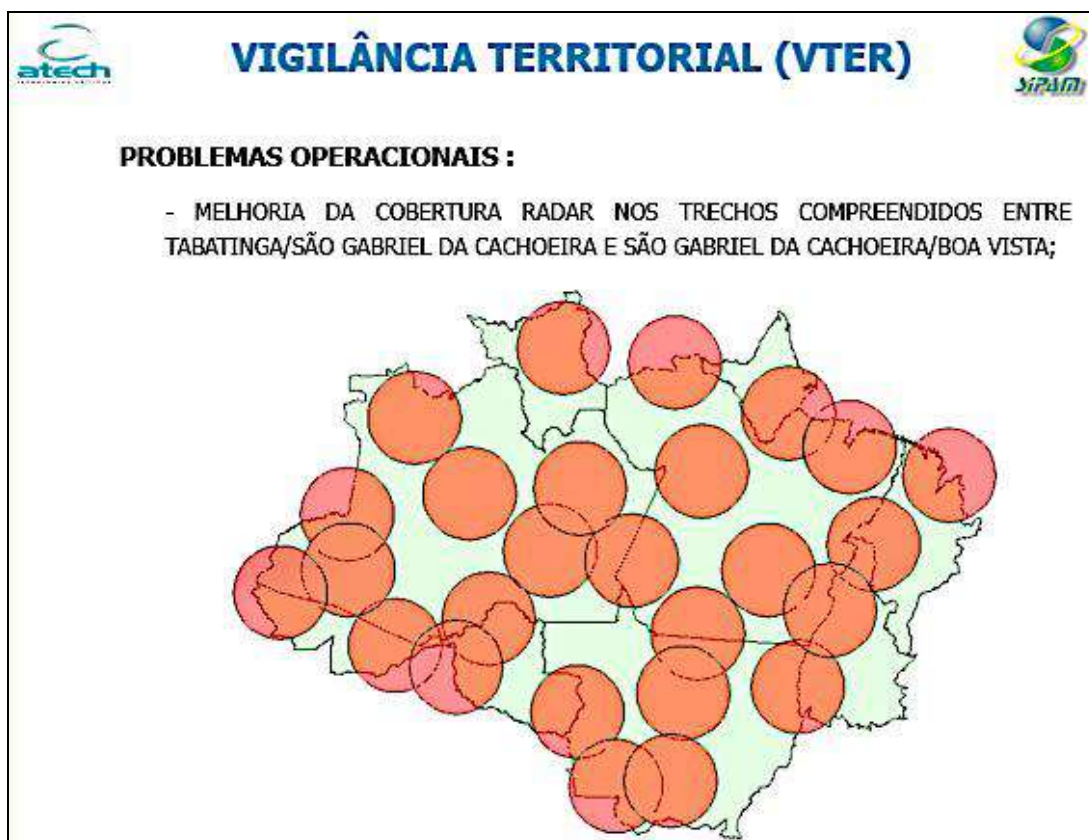 atech
VIGILÂNCIA TERRITORIAL (VTER)
SIPAM
PROBLEMAS OPERACIONAIS :
- MELHORIA DA COBERTURA RADAR NOS TRECHOS COMPREENDIDOS ENTRE
TABATINGA/SÃO GABRIEL DA CACHOEIRA E SÃO GABRIEL DA CACHOEIRA/BOA VISTA;